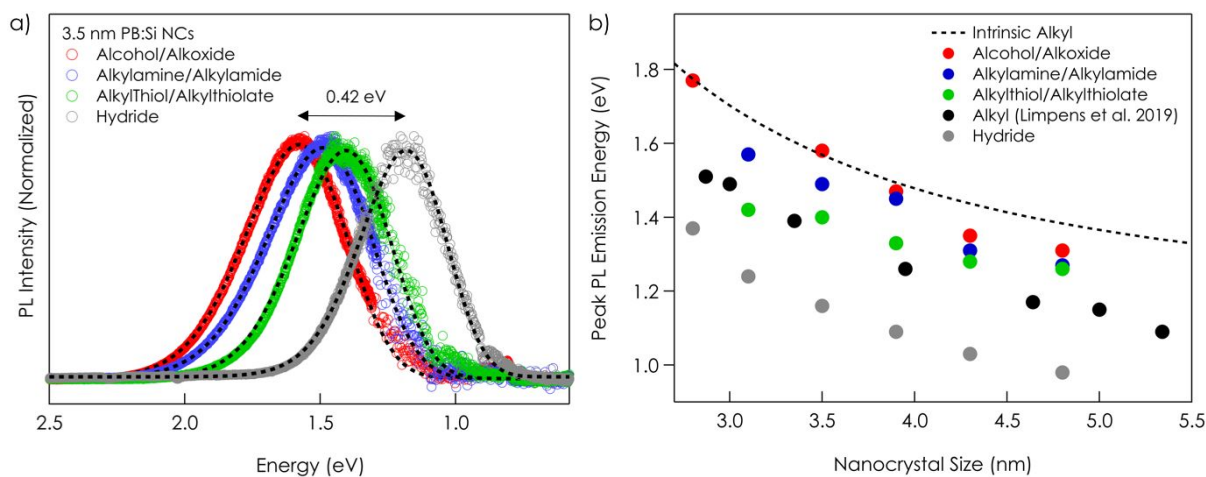 a)
3.5 nm PB:Si NCs
Alcohol/Alkoxide
Alkylamine/Alkylamide
AlkylThiol/Alkylthiolate
Hydride
0.42 eV
PL Intensity (Normalized)
2.5
2.0
1.5
1.0
Energy (eV)
b)
Intrinsic Alkyl
Alcohol/Alkoxide
Alkylamine/Alkylamide
Alkylthiol/Alkylthiolate
Alkyl (Limpens et al. 2019)
Hydride
Peak PL Emission Energy (eV)
1.8
1.6
1.4
1.2
1.0
3.0
3.5
4.0
4.5
5.0
5.5
Nanocrystal Size (nm)